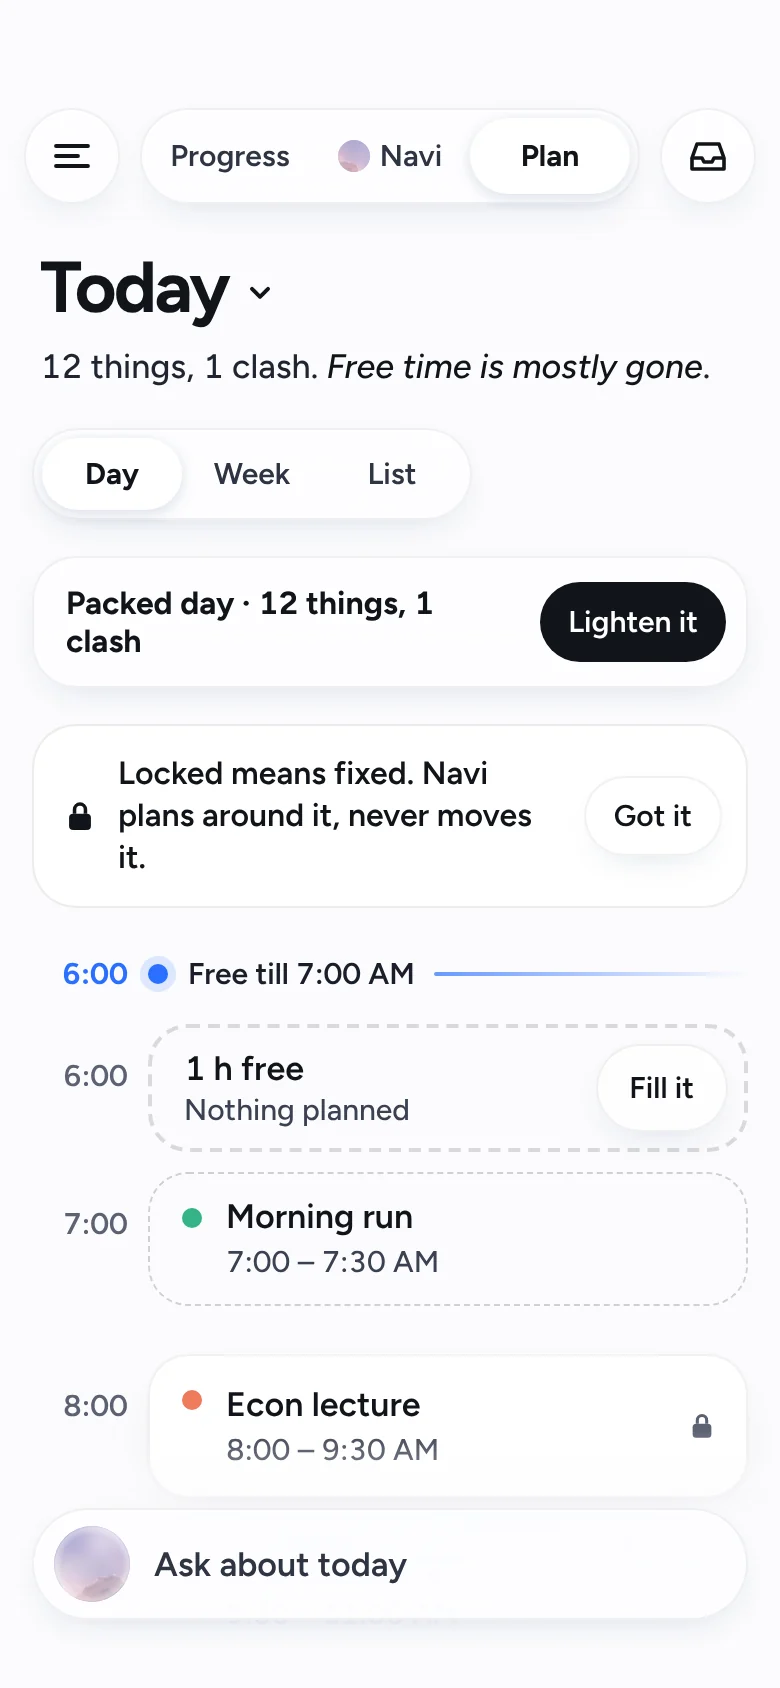 Progress
Navi
Plan
Today
12 things, 1 clash. Free time is mostly gone.
Day
Week
List
Packed day · 12 things, 1
clash
Lighten it
Locked means fixed. Navi
plans around it, never moves
it.
Got it
6:00
Free till 7:00 AM
6:00
1 h free
Nothing planned
Fill it
7:00
Morning run
7:00 – 7:30 AM
8:00
Econ lecture
8:00 – 9:30 AM
Ask about today